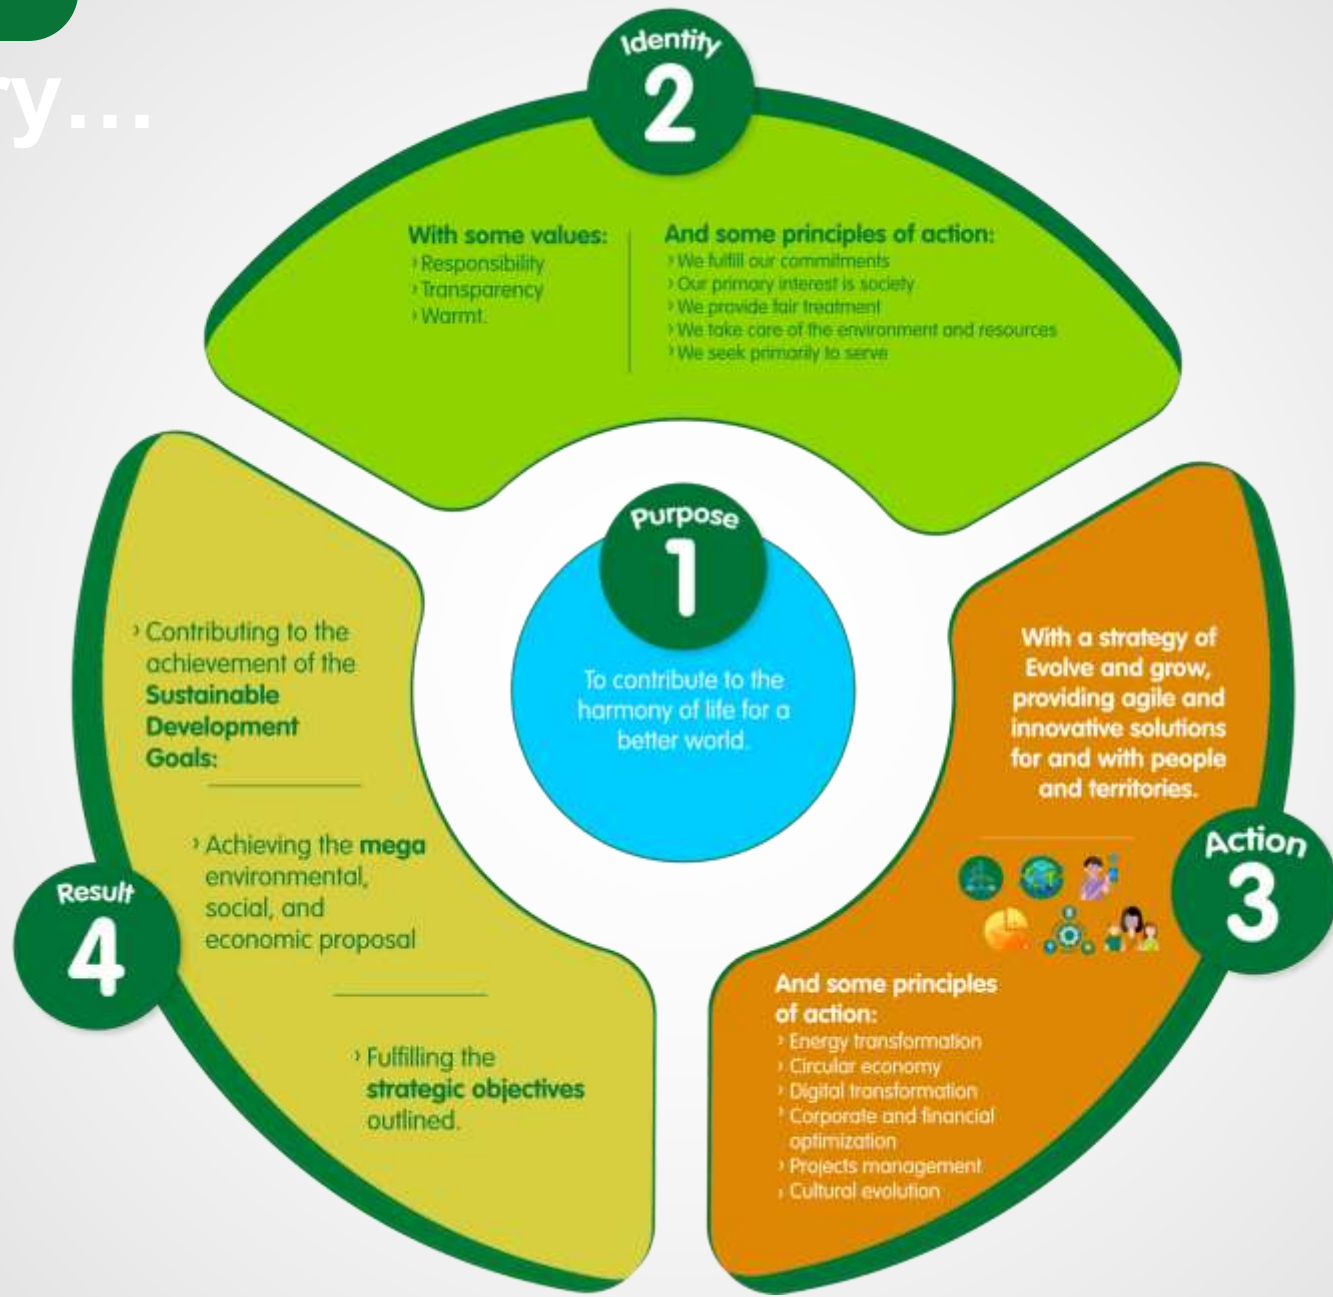 ry...
Identity
2
With some values:
› Responsibility
› Transparency
› Warmt.
And some principles of action:
› We fulfill our commitments
› Our primary interest is society
› We provide fair treatment
› We take care of the environment and resources
› We seek primarily to serve
Purpose
1
To contribute to the
harmony of life for a
better world.
With a strategy of
Evolve and grow,
providing agile and
innovative solutions
for and with people
and territories.
Action
3
And some principles
of action:
› Energy transformation
› Circular economy
› Digital transformation
› Corporate and financial
optimization
› Projects management
› Cultural evolution
› Contributing to the
achievement of the
Sustainable
Development
Goals:
› Achieving the mega
environmental,
social, and
economic proposal
› Fulfilling the
strategic objectives
outlined.
Result
4